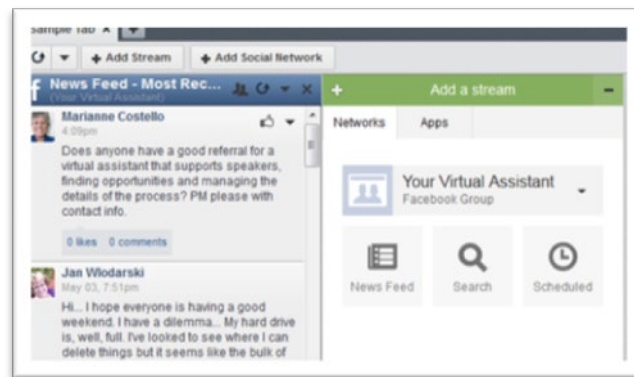 sample Tab
+ Add Stream + Add Social Network
f News Feed - Most Rec...
(Your Virtual Assistant)
Marianne Costello
4:09pm
Does anyone have a good referral for a
virtual assistant that supports speakers,
finding opportunities and managing the
details of the process? PM please with
contact info.
0 likes 0 comments
Jan Wlodarski
May 03, 7:51pm
Hi... I hope everyone is having a good
weekend. I have a dilemma... My hard drive
is, well, full. I've looked to see where I can
delete things but it seems like the bulk of
Add a stream
Networks Apps
Your Virtual Assistant
Facebook Group
News Feed Search Scheduled